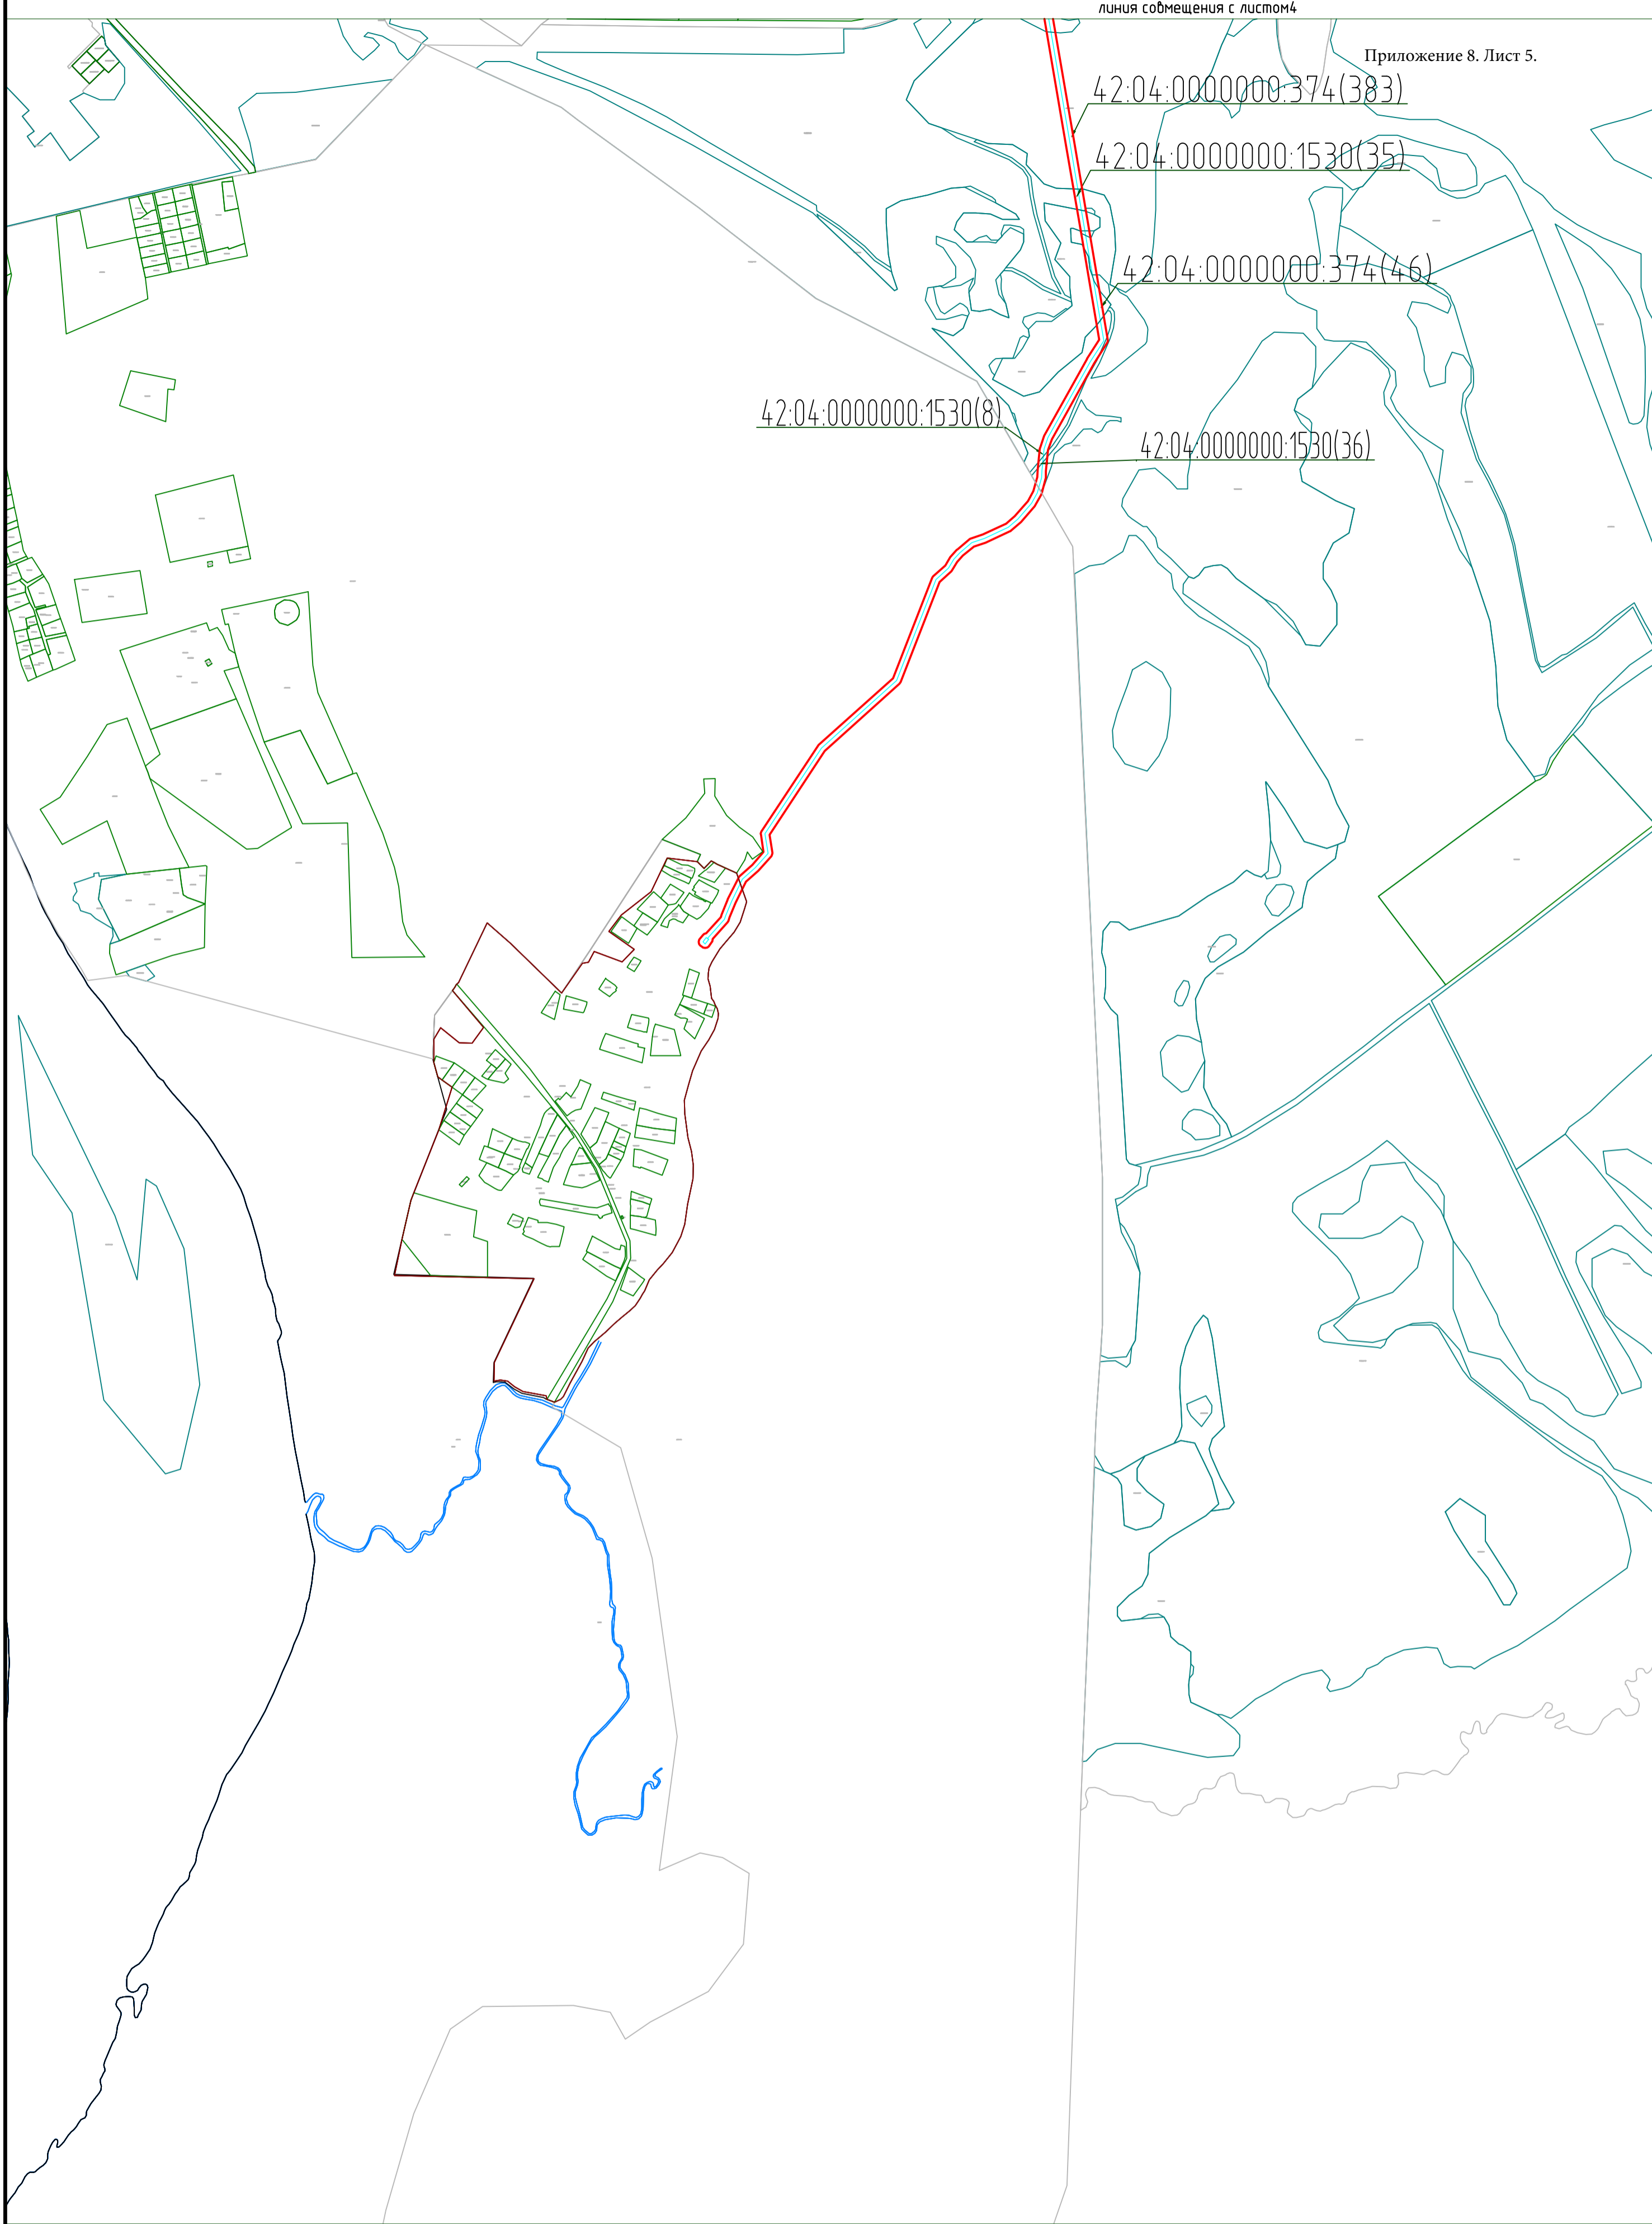 линия совмещения с листом4
Приложение 8. Лист 5.
42:04:0000000:374(383)
42:04:0000000:1530(35)
42:04:0000000:374(46)
42:04:0000000:1530(8)
42:04:0000000:1530(36)